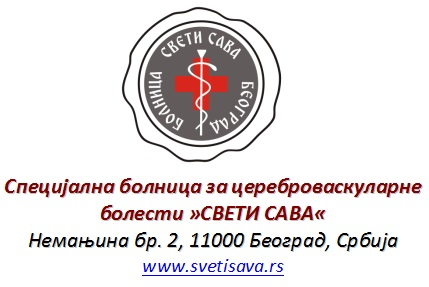 БОЛНИЦА СВЕТИ САВА БЕОГРАД
Специјална болница за цереброваскуларне
болести »СВЕТИ САВА«
Немањина бр. 2, 11000 Београд, Србија
www.svetisava.rs